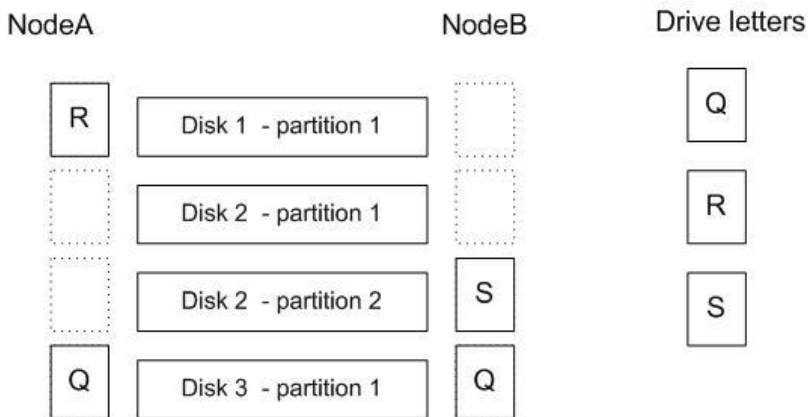 NodeA NodeB Drive letters
R Disk 1 - partition 1 Q
Disk 2 - partition 1 R
Disk 2 - partition 2 S S
Q Disk 3 - partition 1 Q